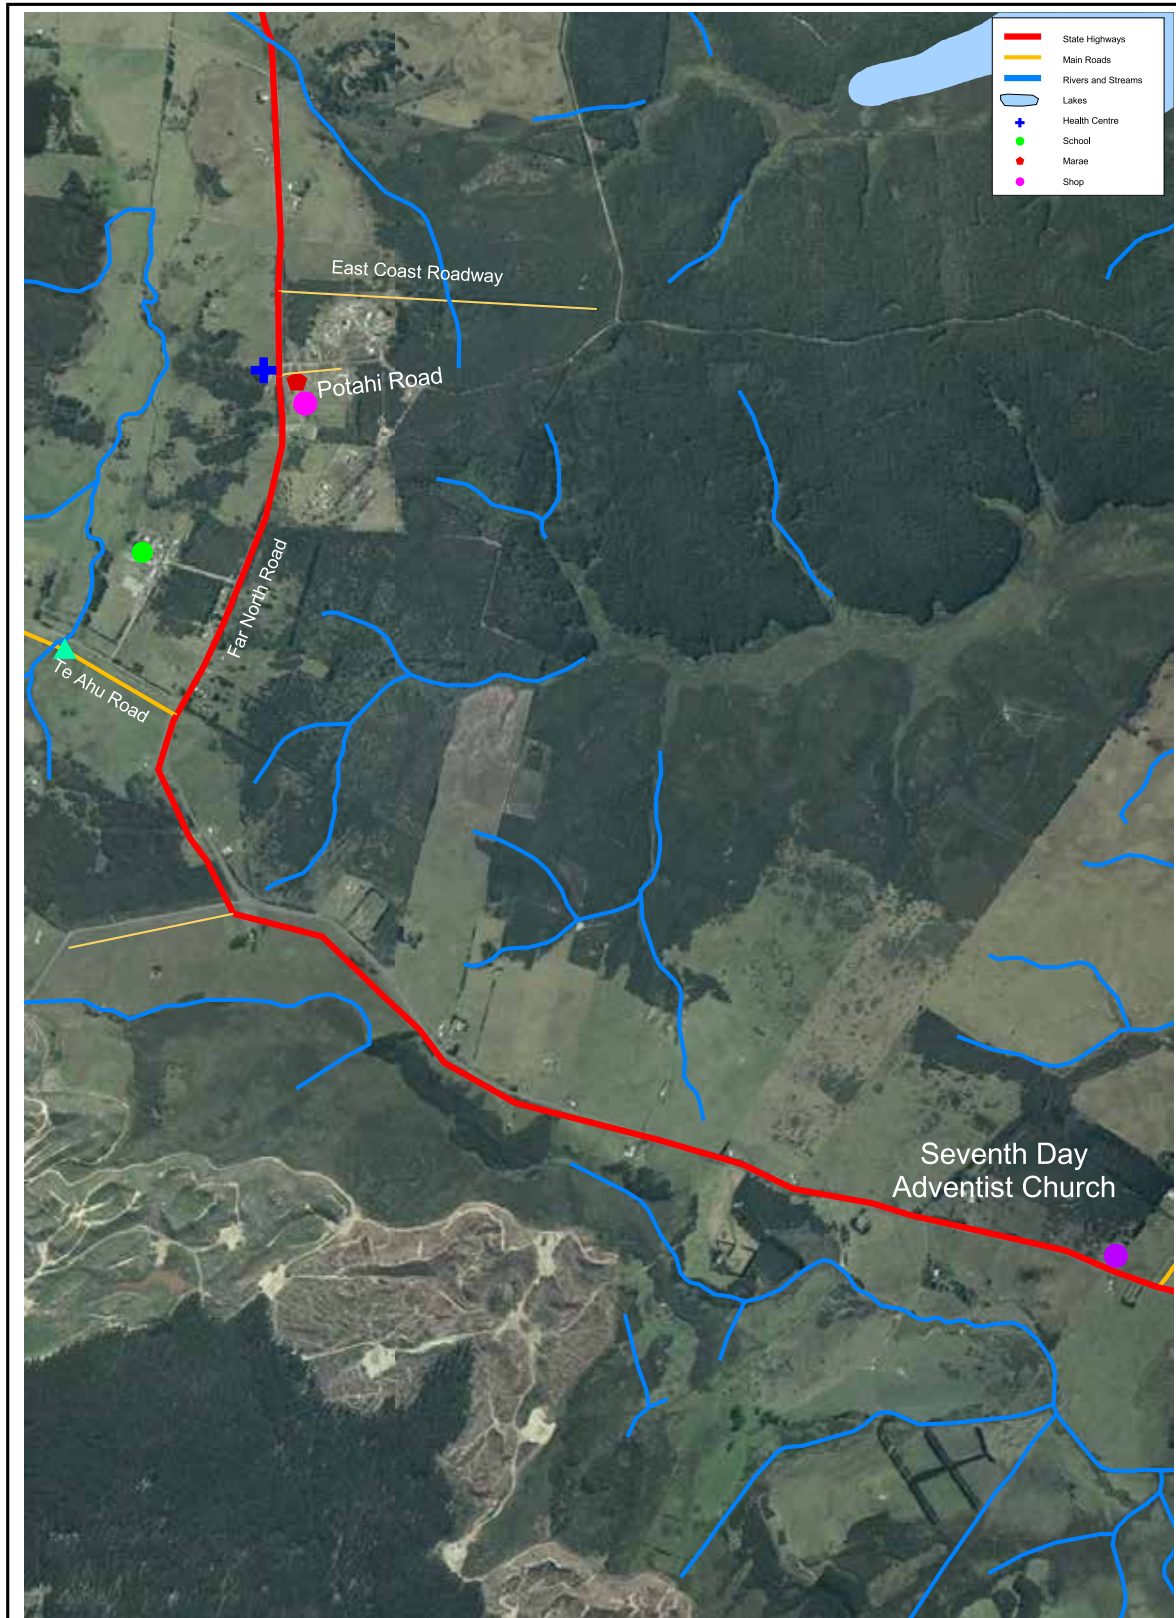 State Highways
Main Roads
Rivers and Streams
Lakes
Health Centre
School
Marae
Shop
East Coast Roadway
Potahi Road
Far North Road
Te Ahu Road
Seventh Day
Adventist Church